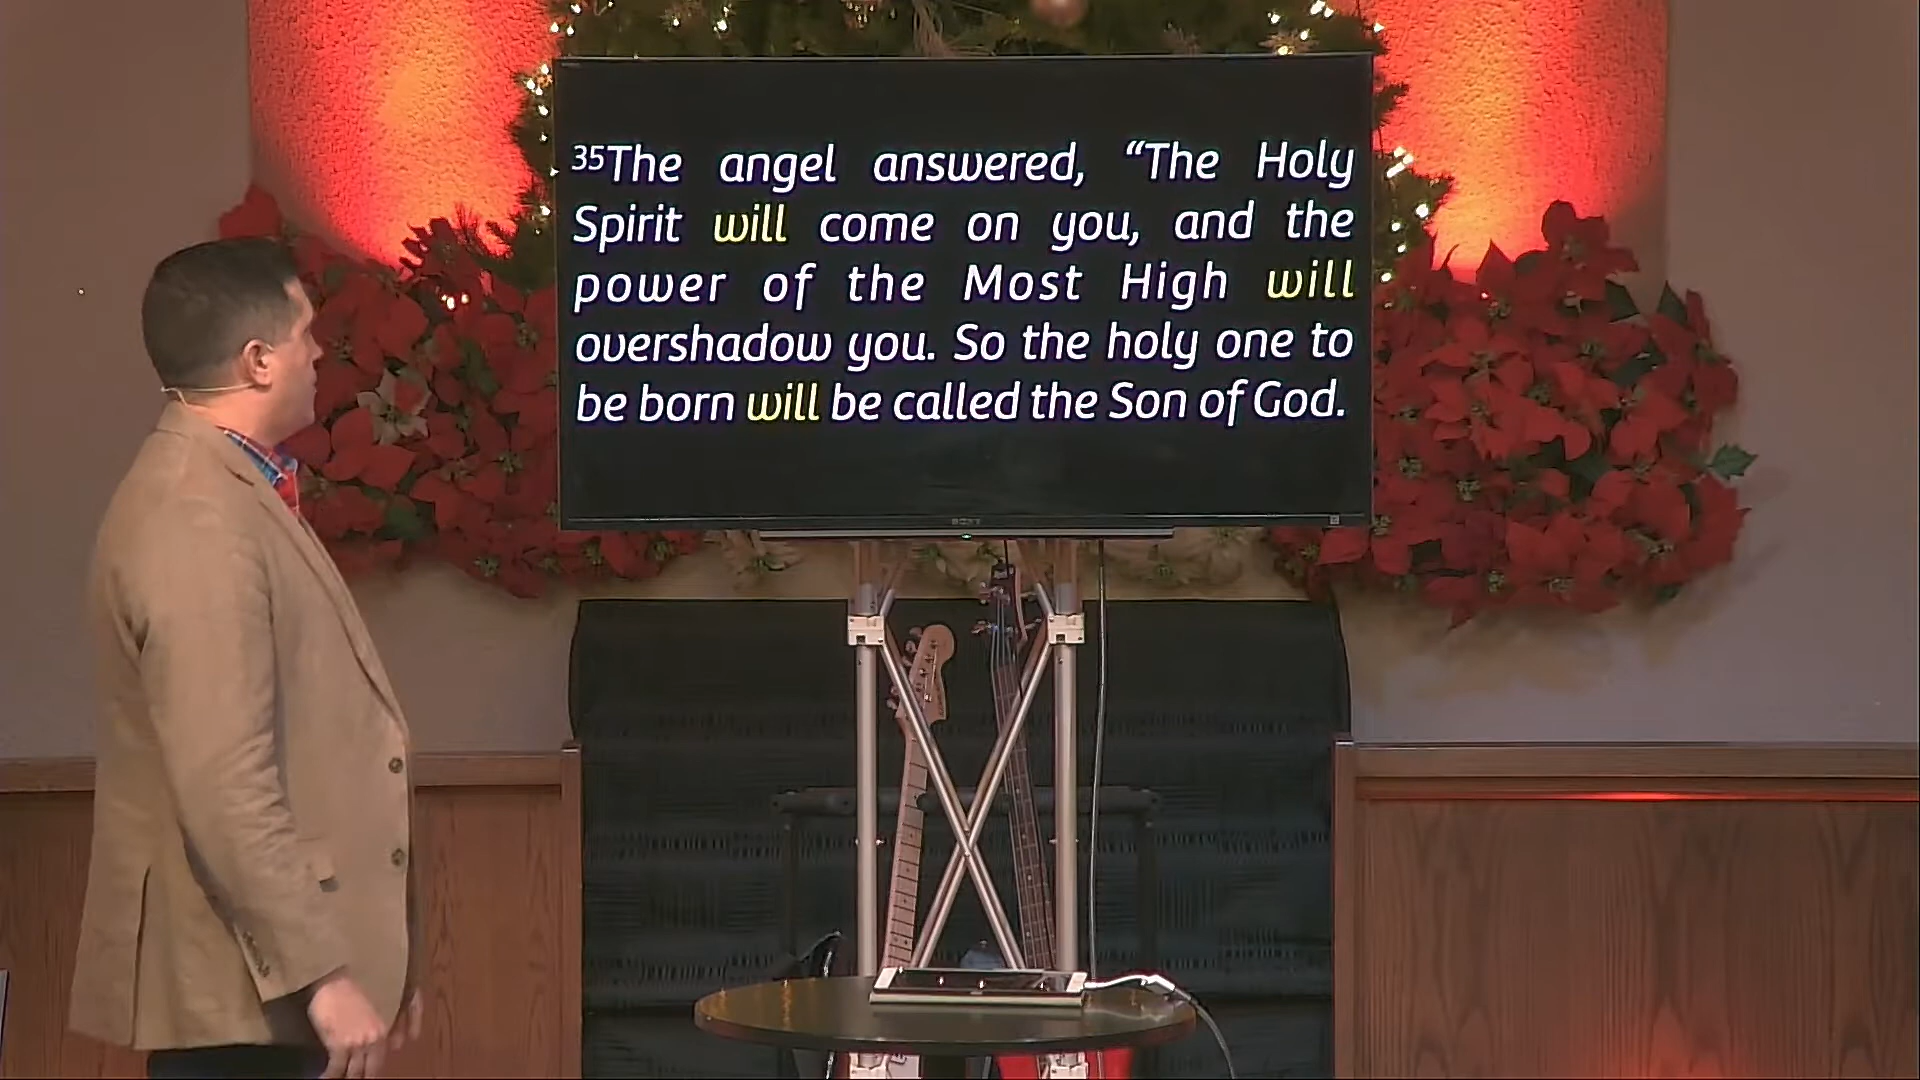 35The angel answered, “The Holy
Spirit will come on you, and the
power of the Most High will
overshadow you. So the holy one to
be born will be called the Son of God.
SONY